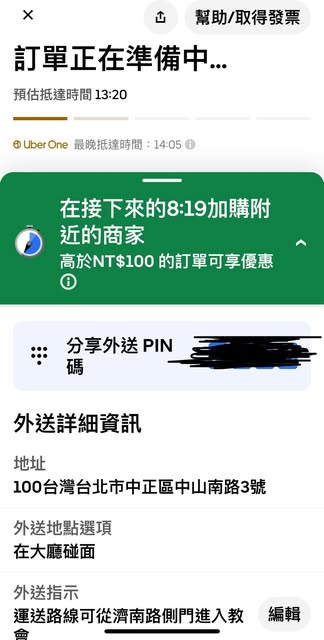 幫助/取得發票
訂單正在準備中...
預估抵達時間 13:20
Uber One 最晚抵達時間：14:05
在接下來的8:19加購附
近的商家
高於NT$100 的訂單可享優惠
分享外送 PIN
碼
外送詳細資訊
地址
100台灣台北市中正區中山南路3號
外送地點選項
在大廳碰面
外送指示
運送路線可從濟南路側門進入教
會
編輯